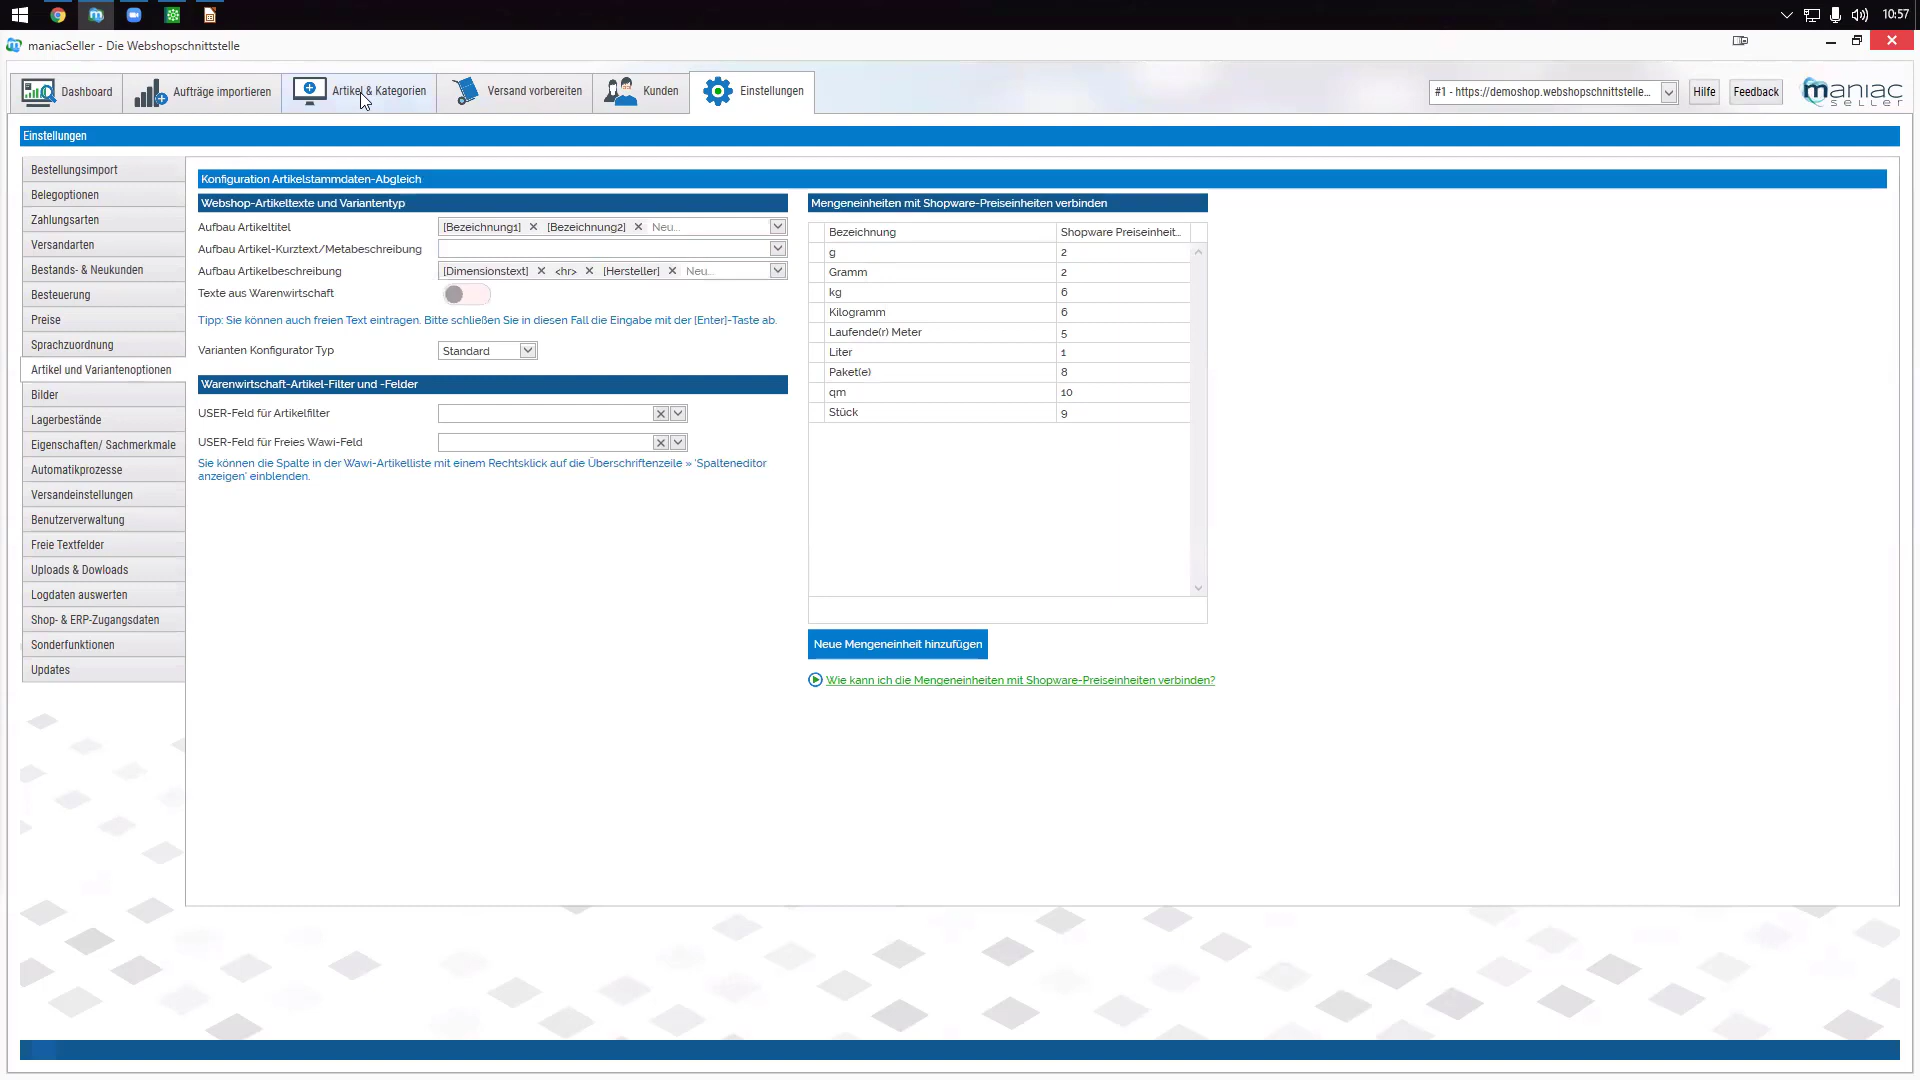 10:57
maniacSeller - Die Webshopschnittstelle
Dashboard
Aufträge importieren
Artikel & Kategorien
Versand vorbereiten
Kunden
Einstellungen
#1 - https://demoshop.webshopschnittstelle...
Hilfe
Feedback
maniac
seller
Einstellungen
Bestellungsimport
Belegoptionen
Zahlungsarten
Versandarten
Bestands- & Neukunden
Besteuerung
Preise
Sprachzuordnung
Artikel und Variantenoptionen
Bilder
Lagerbestände
Eigenschaften/ Sachmerkmale
Automatikprozesse
Versandeinstellungen
Benutzerverwaltung
Freie Textfelder
Uploads & Dowloads
Logdaten auswerten
Shop- & ERP-Zugangsdaten
Sonderfunktionen
Updates
Konfiguration Artikelstammdaten-Abgleich
Webshop-Artikeltexte und Variantentyp
Aufbau Artikeltitel [Bezeichnung1] [Bezeichnung2] Neu...
Aufbau Artikel-Kurztext/Metabeschreibung
Aufbau Artikelbeschreibung [Dimensionstext] <hr> [Hersteller] Neu...
Texte aus Warenwirtschaft
Tipp: Sie können auch freien Text eintragen. Bitte schließen Sie in diesen Fall die Eingabe mit der [Enter]-Taste ab.
Varianten Konfigurator Typ Standard
Warenwirtschaft-Artikel-Filter und -Felder
USER-Feld für Artikelfilter
USER-Feld für Freies Wawi-Feld
Sie können die Spalte in der Wawi-Artikelliste mit einem Rechtsklick auf die Überschriftenzeile » 'Spalteneditor
anzeigen' einblenden.
Mengeneinheiten mit Shopware-Preiseinheiten verbinden
Bezeichnung Shopware Preiseinheit...
g 2
Gramm 2
kg 6
Kilogramm 6
Laufende(r) Meter 5
Liter 1
Paket(e) 8
qm 10
Stück 9
Neue Mengeneinheit hinzufügen
Wie kann ich die Mengeneinheiten mit Shopware-Preiseinheiten verbinden?